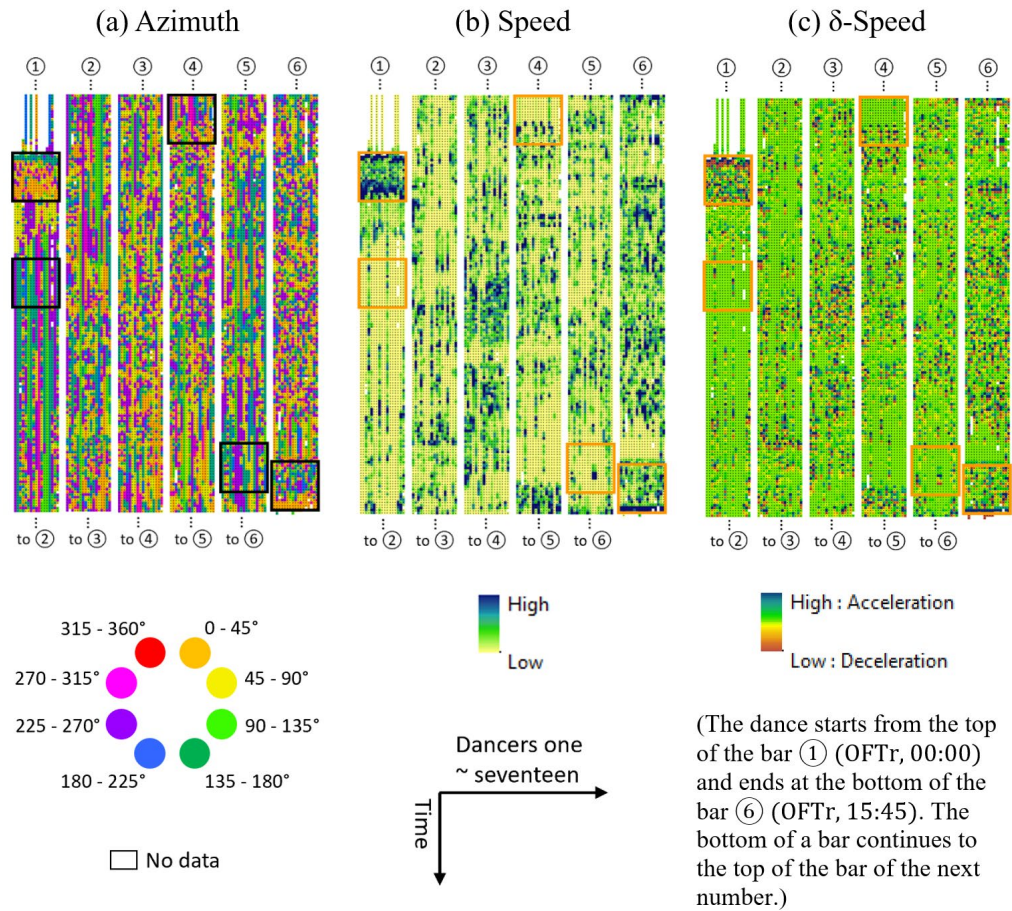 (a) Azimuth
(b) Speed
(c) δ-Speed
① ② ③ ④ ⑤ ⑥
① ② ③ ④ ⑤ ⑥
① ② ③ ④ ⑤ ⑥
to ② to ③ to ④ to ⑤ to ⑥
to ② to ③ to ④ to ⑤ to ⑥
to ② to ③ to ④ to ⑤ to ⑥
315 - 360°
0 - 45°
270 - 315°
45 - 90°
225 - 270°
90 - 135°
180 - 225°
135 - 180°
No data
High
Low
Dancers one
~ seventeen
Time
High : Acceleration
Low : Deceleration
(The dance starts from the top
of the bar ① (OFTr, 00:00)
and ends at the bottom of the
bar ⑥ (OFTr, 15:45). The
bottom of a bar continues to
the top of the bar of the next
number.)